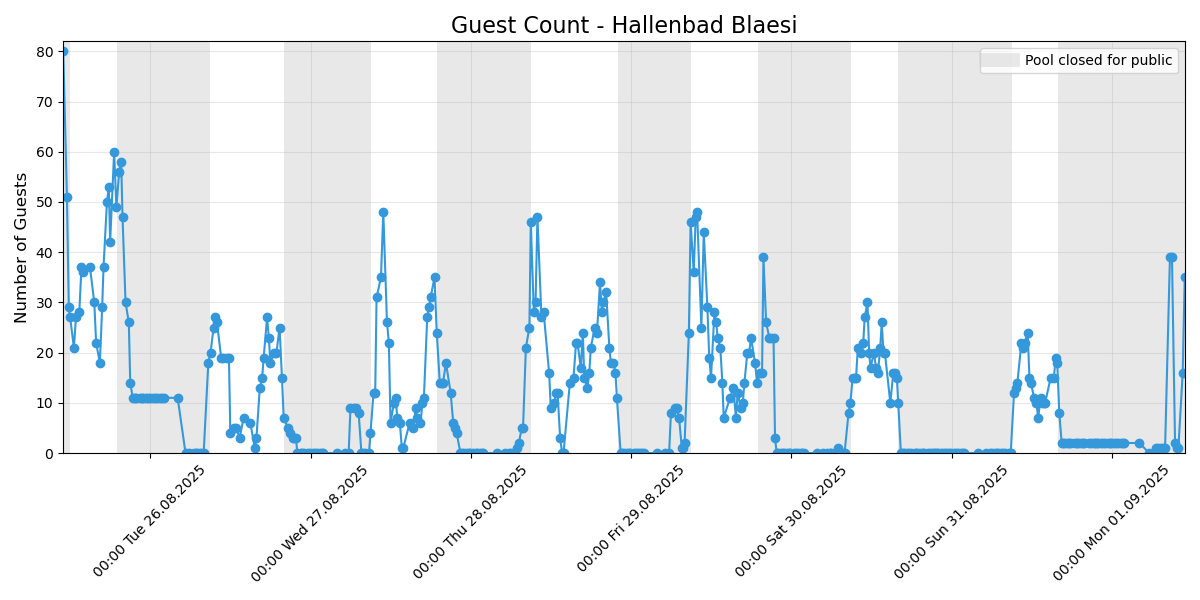 Guest Count - Hallenbad Blaesi
Pool closed for public
Number of Guests
80
70
60
50
40
30
20
10
0
00:00 Tue 26.08.2025
00:00 Wed 27.08.2025
00:00 Thu 28.08.2025
00:00 Fri 29.08.2025
00:00 Sat 30.08.2025
00:00 Sun 31.08.2025
00:00 Mon 01.09.2025